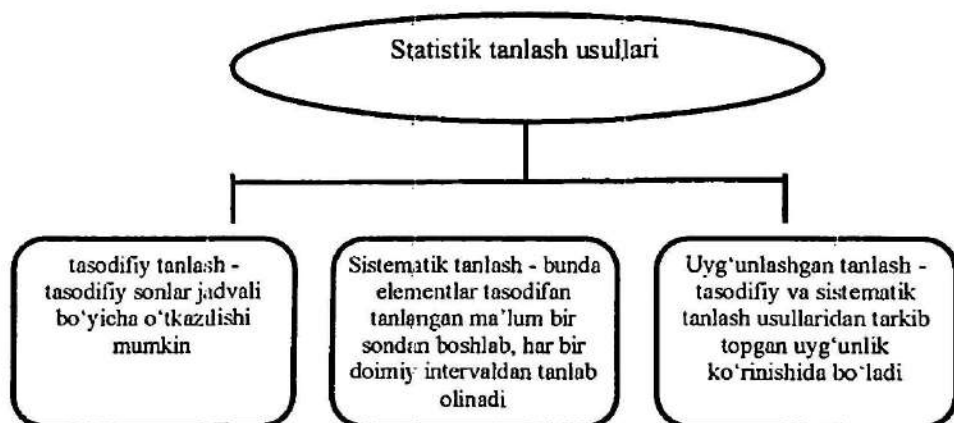 Statistik tanlash usullari
tasodifiy tanlash -
tasodifiy sonlar jadvali
bo‘yicha o‘tkazilishi
mumkin
Sistematik tanlash - bunda
elementlar tasodifan
tanlangan ma’lum bir
sondan boshlab, har bir
doimiy intervaldan tanlab
olinadi
Uyg‘unlashgan tanlash -
tasodifiy va sistematik
tanlash usullaridan tarkib
topgan uyg‘unlik
ko‘rinishida bo‘ladi